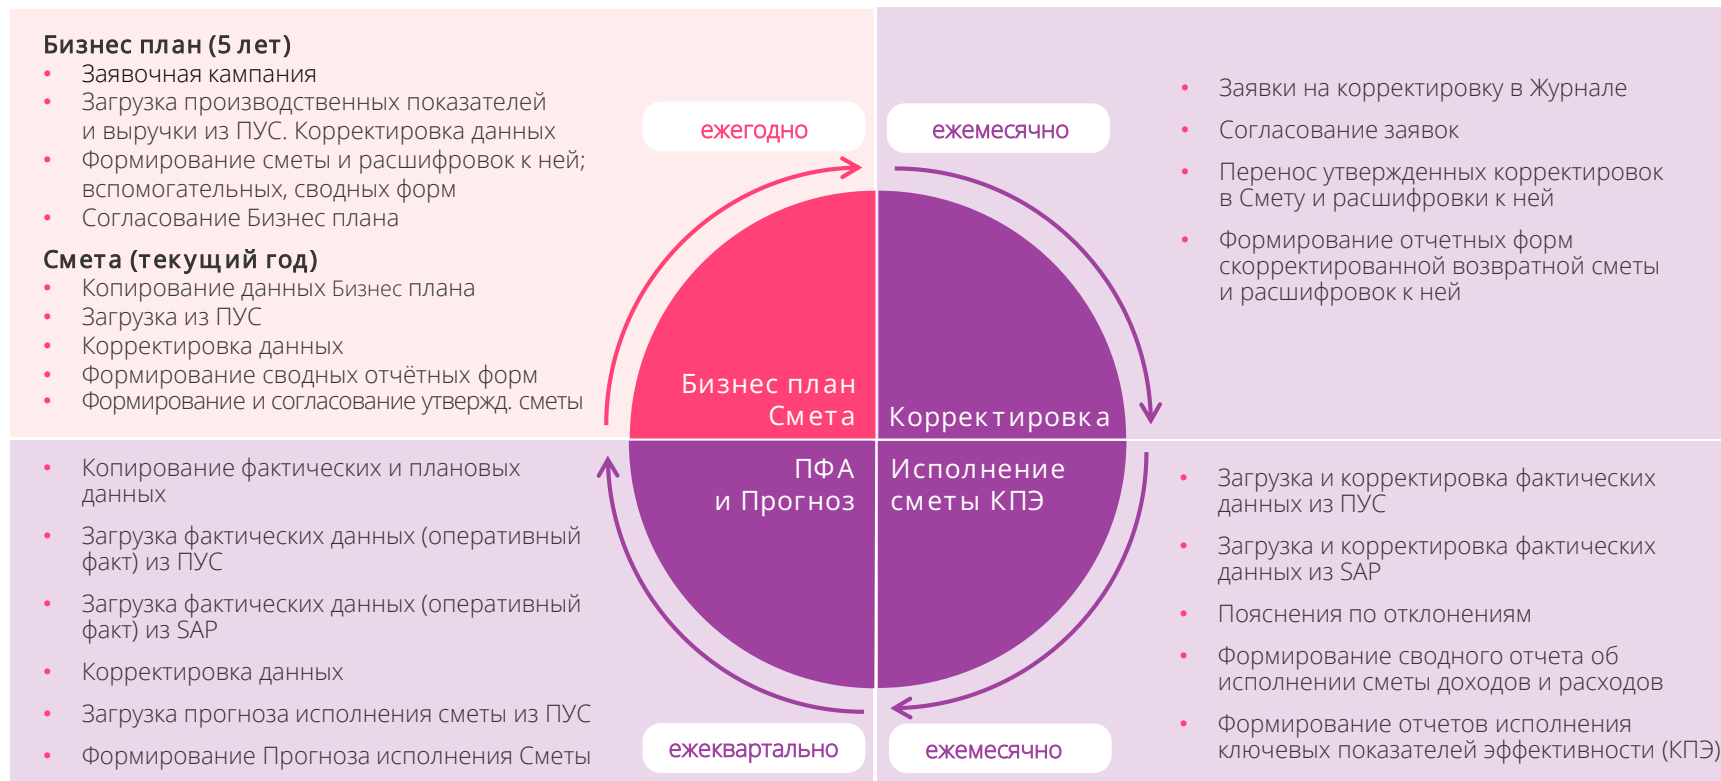 Бизнес план (5 лет)
• Заявочная кампания
• Загрузка производственных показателей
и выручки из ПУС. Корректировка данных
• Формирование сметы и расшифровок к ней;
вспомогательных, сводных форм
• Согласование Бизнес плана
Смета (текущий год)
• Копирование данных Бизнес плана
• Загрузка из ПУС
• Корректировка данных
• Формирование сводных отчётных форм
• Формирование и согласование утвержд. сметы
ежегодно
Бизнес план
Смета
ежемесячно
Корректировка
• Заявки на корректировку в Журнале
• Согласование заявок
• Перенос утвержденных корректировок
в Смету и расшифровки к ней
• Формирование отчетных форм
скорректированной возвратной сметы
и расшифровок к ней
• Копирование фактических и плановых
данных
• Загрузка фактических данных (оперативный
факт) из ПУС
• Загрузка фактических данных (оперативный
факт) из SAP
• Корректировка данных
• Загрузка прогноза исполнения сметы из ПУС
• Формирование Прогноза исполнения Сметы
ПФА
и Прогноз
ежеквартально
Исполнение
сметы КПЭ
ежемесячно
• Загрузка и корректировка фактических
данных из ПУС
• Загрузка и корректировка фактических
данных из SAP
• Пояснения по отклонениям
• Формирование сводного отчета об
исполнении сметы доходов и расходов
• Формирование отчетов исполнения
ключевых показателей эффективности (КПЭ)